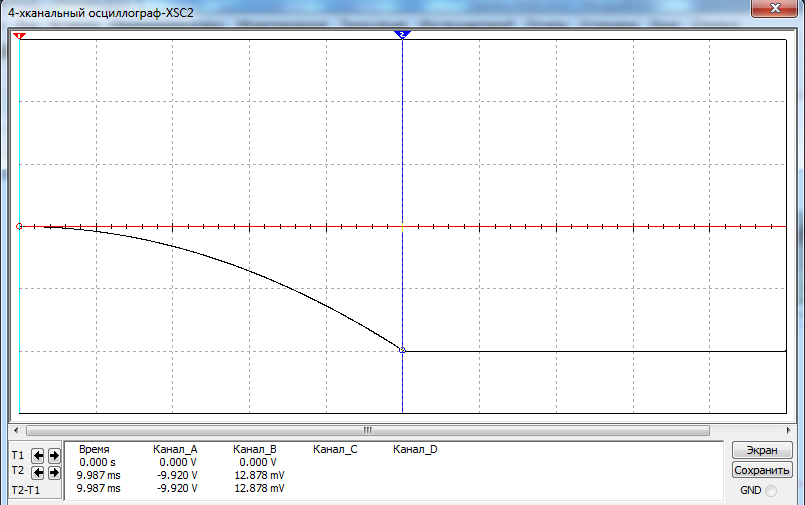 4-хканальный осциллограф-XSC2
1
2
T1
T2
T2-T1
Время Канал_A Канал_B Канал_C Канал_D
0.000 s 0.000 V 0.000 V
9.987 ms -9.920 V 12.878 mV
9.987 ms -9.920 V 12.878 mV
Экран
Сохранить
GND